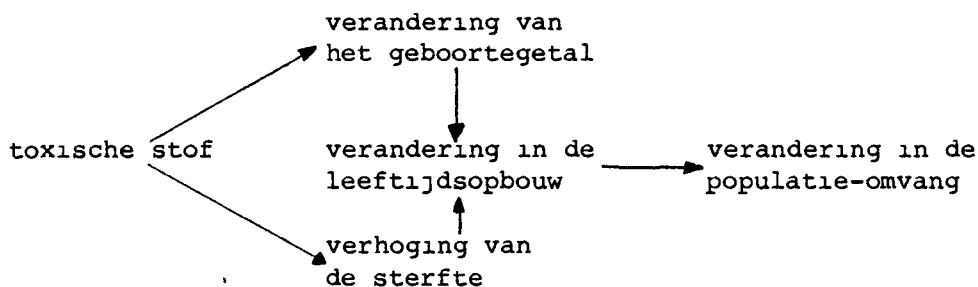 verandering van
het geboortegetal
toxische stof
verandering in de
leeftijdsopbouw
verandering in de
populatie-omvang
verhoging van
de sterfte